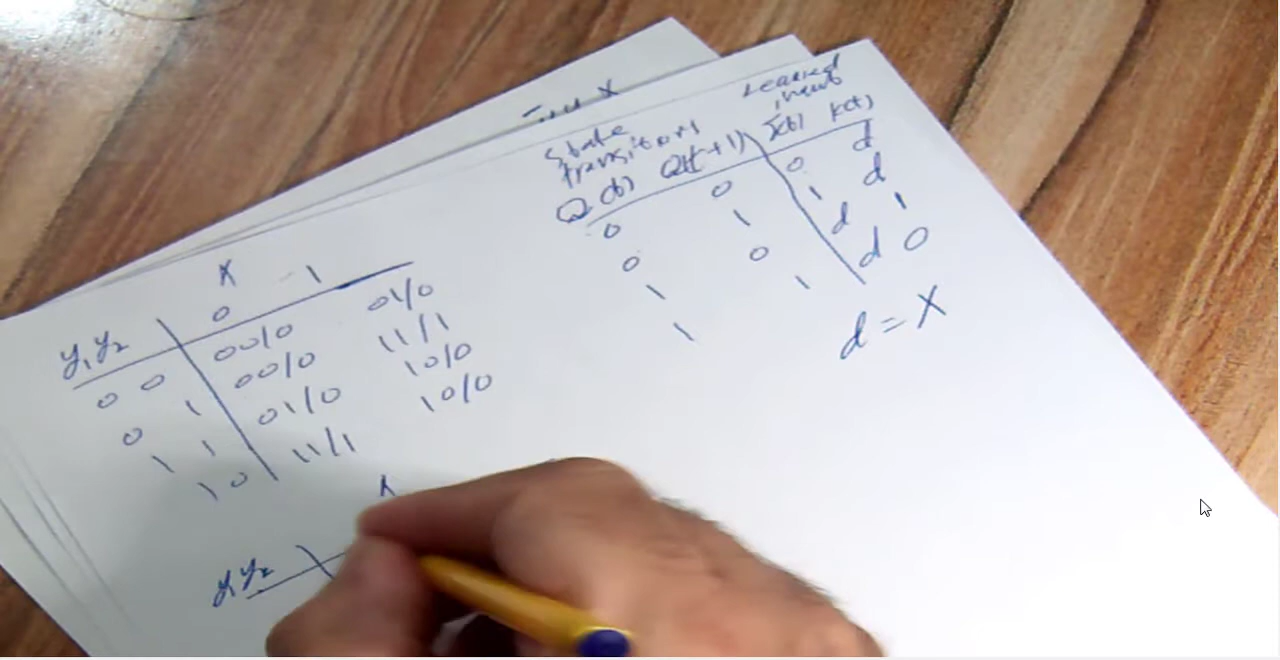 State
transitions
Q(t) Q(t+1) J(t) K(t)
0 0 0 d
0 1 1 d
1 0 d 1
1 1 d 0
d = X
X
y₁y₂ 0 1
0 0 00/0 01/0
0 1 00/0 11/1
1 1 01/0 10/0
1 0 11/1 10/0
y₁y₂